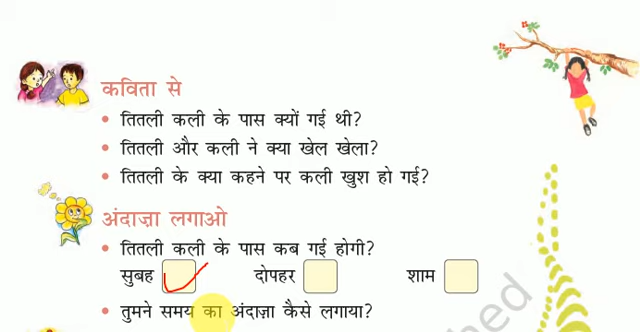 कविता से
• तितली कली के पास क्यों गई थी?
• तितली और कली ने क्या खेल खेला?
• तितली के क्या कहने पर कली खुश हो गई?
अंदाज़ा लगाओ
• तितली कली के पास कब गई होगी?
सुबह दोपहर शाम
• तुमने समय का अंदाज़ा कैसे लगाया?